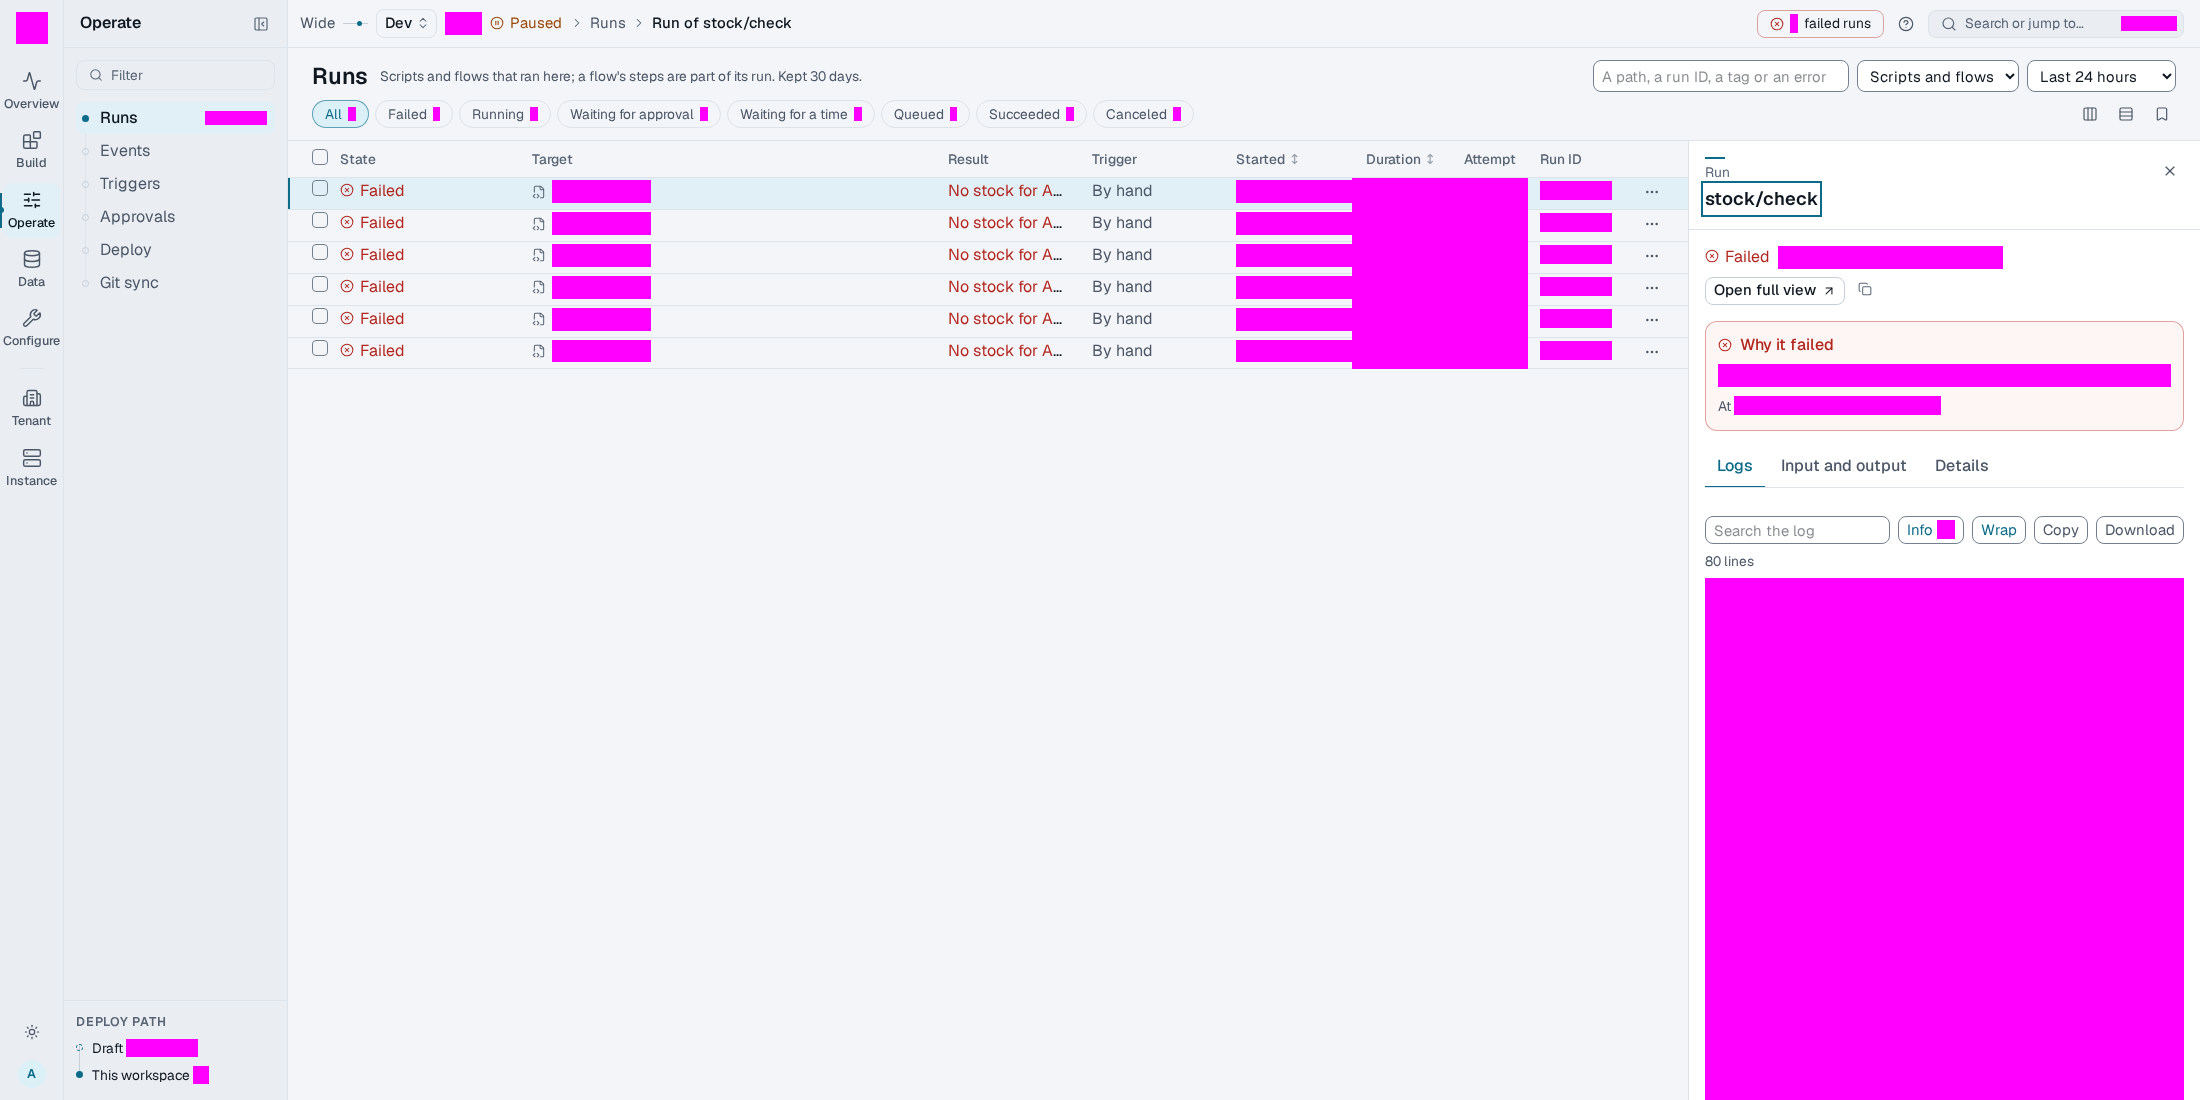 Operate
Wide
Dev
Paused
Runs
Run of stock/check
failed runs
Search or jump to...
Overview
Build
Operate
Data
Configure
Tenant
Instance
A
Filter
Runs
Events
Triggers
Approvals
Deploy
Git sync
DEPLOY PATH
Draft
This workspace
Runs
Scripts and flows that ran here; a flow's steps are part of its run. Kept 30 days.
A path, a run ID, a tag or an error
Scripts and flows
Last 24 hours
All
Failed
Running
Waiting for approval
Waiting for a time
Queued
Succeeded
Canceled
State
Target
Result
Trigger
Started
Duration
Attempt
Run ID
Failed
No stock for A...
By hand
Failed
No stock for A...
By hand
Failed
No stock for A...
By hand
Failed
No stock for A...
By hand
Failed
No stock for A...
By hand
Failed
No stock for A...
By hand
Run
stock/check
Failed
Open full view
Why it failed
At
Logs
Input and output
Details
Search the log
Info
Wrap
Copy
Download
80 lines